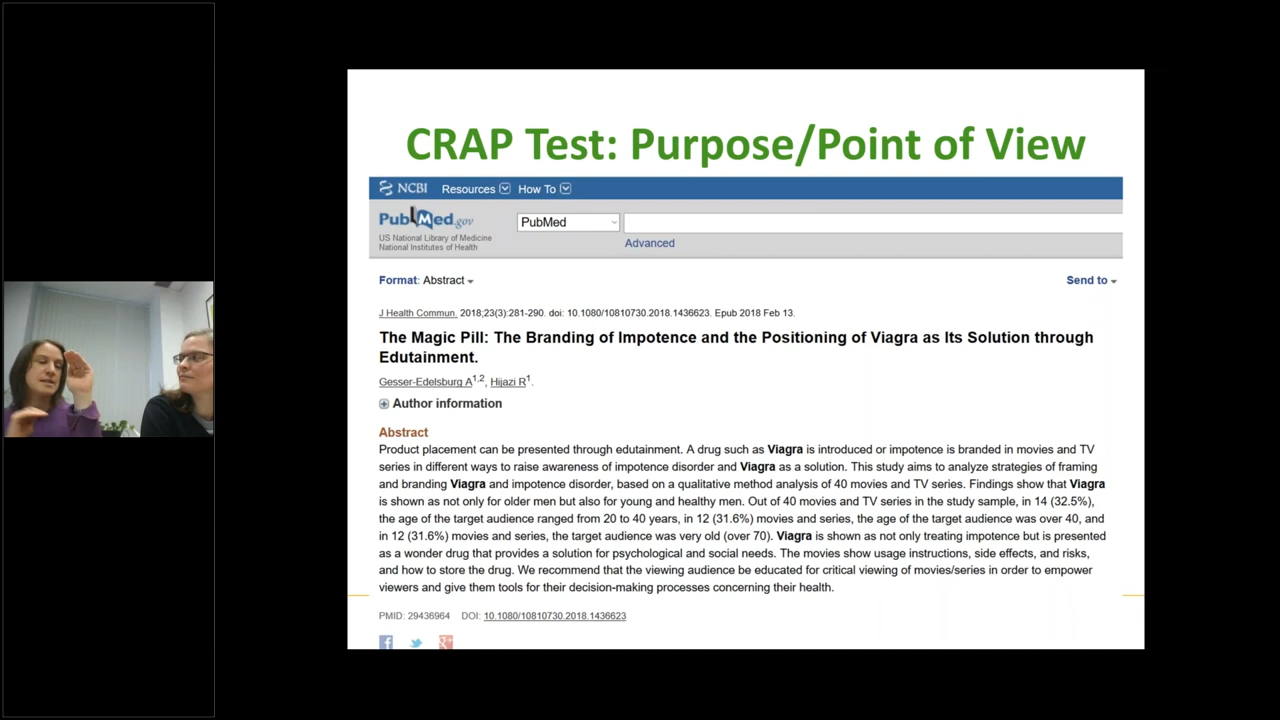 CRAP Test: Purpose/Point of View
NCBI Resources How To
PubMed.gov
US National Library of Medicine
National Institutes of Health
PubMed
Advanced
Format: Abstract
Send to
J Health Commun. 2018;23(3):281-290. doi: 10.1080/10810730.2018.1436623. Epub 2018 Feb 13.
The Magic Pill: The Branding of Impotence and the Positioning of Viagra as Its Solution through
Edutainment.
Gesser-Edelsburg A1,2, Hijazi R1.
Author information
Abstract
Product placement can be presented through edutainment. A drug such as Viagra is introduced or impotence is branded in movies and TV
series in different ways to raise awareness of impotence disorder and Viagra as a solution. This study aims to analyze strategies of framing
and branding Viagra and impotence disorder, based on a qualitative method analysis of 40 movies and TV series. Findings show that Viagra
is shown as not only for older men but also for young and healthy men. Out of 40 movies and TV series in the study sample, in 14 (32.5%),
the age of the target audience ranged from 20 to 40 years, in 12 (31.6%) movies and series, the age of the target audience was over 40, and
in 12 (31.6%) movies and series, the target audience was very old (over 70). Viagra is shown as not only treating impotence but is presented
as a wonder drug that provides a solution for psychological and social needs. The movies show usage instructions, side effects, and risks,
and how to store the drug. We recommend that the viewing audience be educated for critical viewing of movies/series in order to empower
viewers and give them tools for their decision-making processes concerning their health.
PMID: 29436964 DOI: 10.1080/10810730.2018.1436623